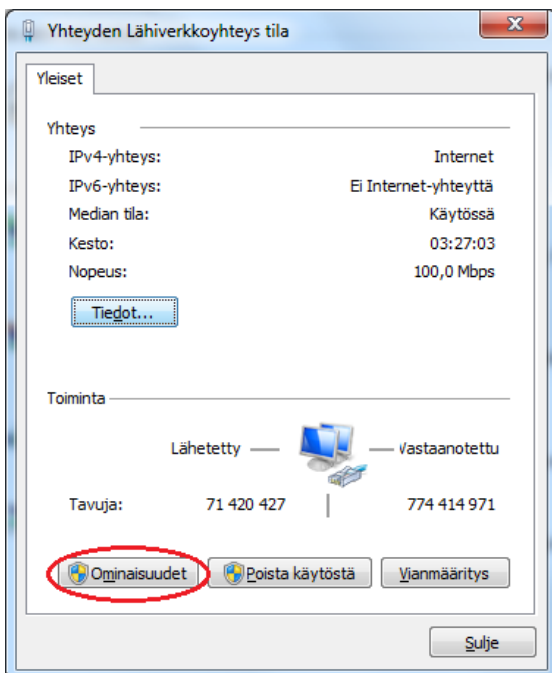 Yhteyden Lähiverkkoyhteys tila
Yleiset
Yhteys
IPv4-yhteys: Internet
IPv6-yhteys: Ei Internet-yhteyttä
Median tila: Käytössä
Kesto: 03:27:03
Nopeus: 100,0 Mbps
Tiedot...
Toiminta
Lähetetty Vastaanotettu
Tavuja: 71 420 427 774 414 971
Ominaisuudet Poista käytöstä Vianmääritys
Sulje